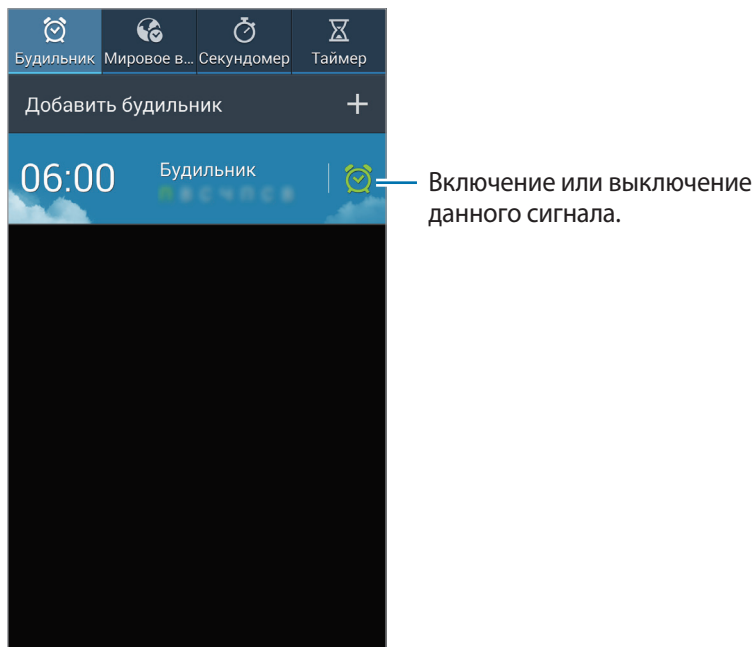 Будильник
Мировое в...
Секундомер
Таймер
Добавить будильник
06:00
Будильник
Включение или выключение
данного сигнала.